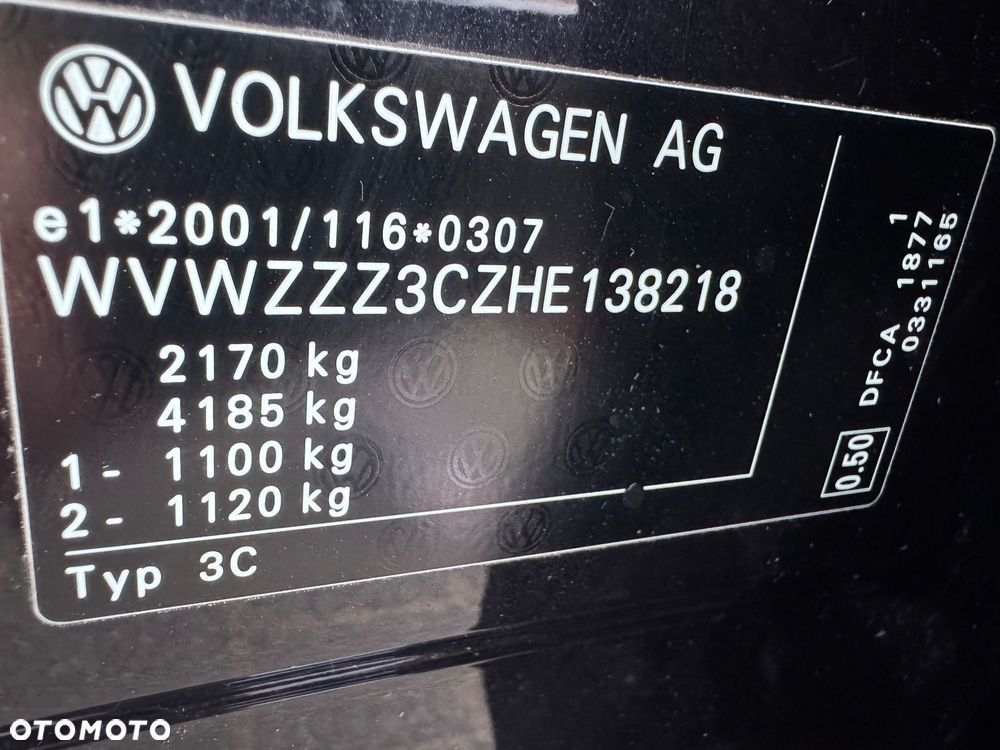 VOLKSWAGEN AG
e1*2001/116*0307
WVWZZZ3CZHE138218
2170 kg
4185 kg
1 - 1100 kg
2 - 1120 kg
Typ 3C
1
DFCA 11877
0331165
0.50
OTOMOTO